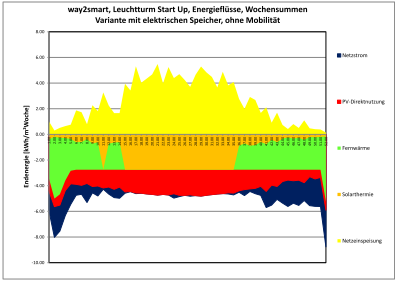 way2smart, Leuchtturm Start Up, Energieflüsse, Wochensummen
Variante mit elektrischen Speicher, ohne Mobilität
Endenergie [kWh/m²Woche]
8.00
6.00
4.00
2.00
0.00
-2.00
-4.00
-6.00
-8.00
-10.00
Netzstrom
PV-Direktnutzung
Fernwärme
Solarthermie
Netzeinspeisung